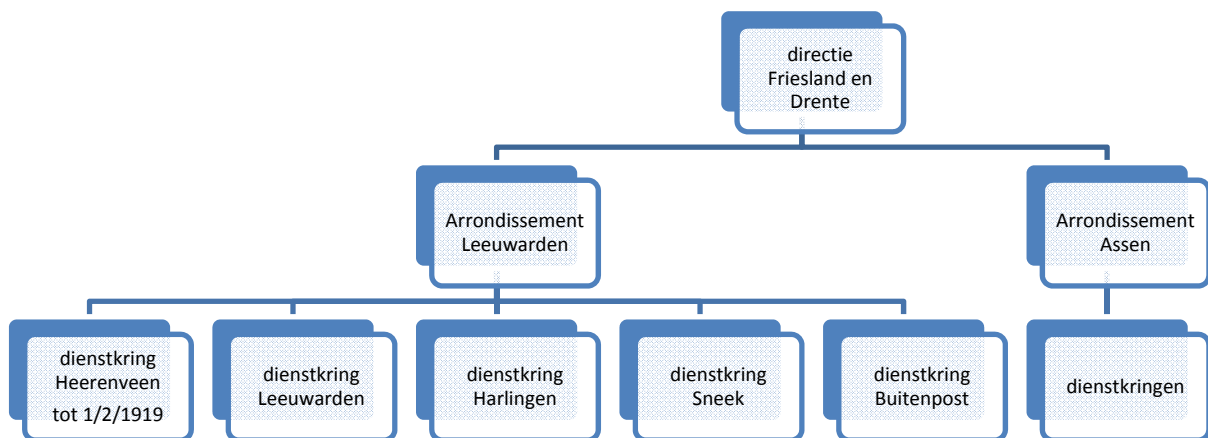 directie
Friesland en
Drente
Arrondissement
Leeuwarden
Arrondissement
Assen
dienstkring
Heerenveen
tot 1/2/1919
dienstkring
Leeuwarden
dienstkring
Harlingen
dienstkring
Sneek
dienstkring
Buitenpost
dienstkringen